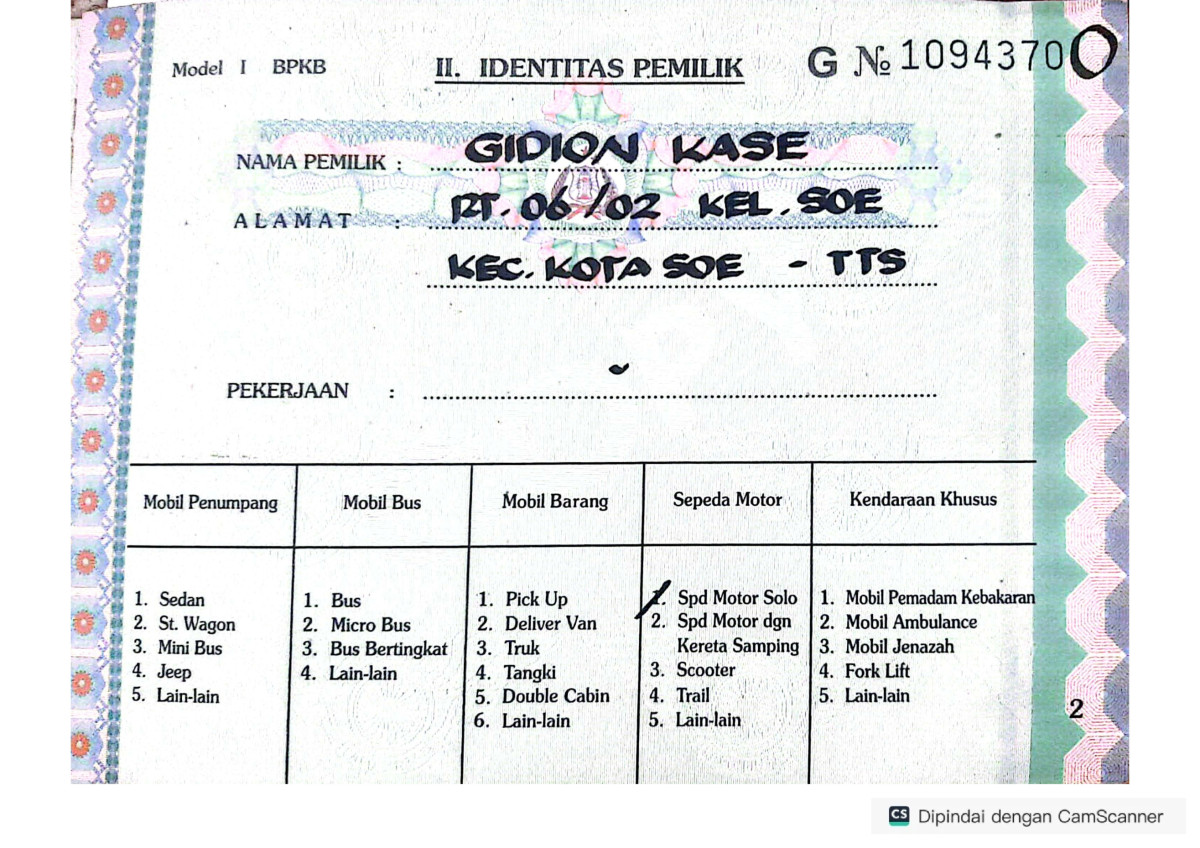 Model I BPKB
II. IDENTITAS PEMILIK
G № 10943700
NAMA PEMILIK : GIDION KASE
ALAMAT : RT. 06/02 KEL. SOE
KEC. KOTA SOE - TTS
PEKERJAAN : -
Mobil Penumpang Mobil Bus Mobil Barang Sepeda Motor Kendaraan Khusus
1. Sedan
2. St. Wagon
3. Mini Bus
4. Jeep
5. Lain-lain
1. Bus
2. Micro Bus
3. Bus Bertingkat
4. Lain-lain
1. Pick Up
2. Deliver Van
3. Truk
4. Tangki
5. Double Cabin
6. Lain-lain
1. Spd Motor Solo
2. Spd Motor dgn
Kereta Samping
3. Scooter
4. Trail
5. Lain-lain
1. Mobil Pemadam Kebakaran
2. Mobil Ambulance
3. Mobil Jenazah
4. Fork Lift
5. Lain-lain
2
CS Dipindai dengan CamScanner